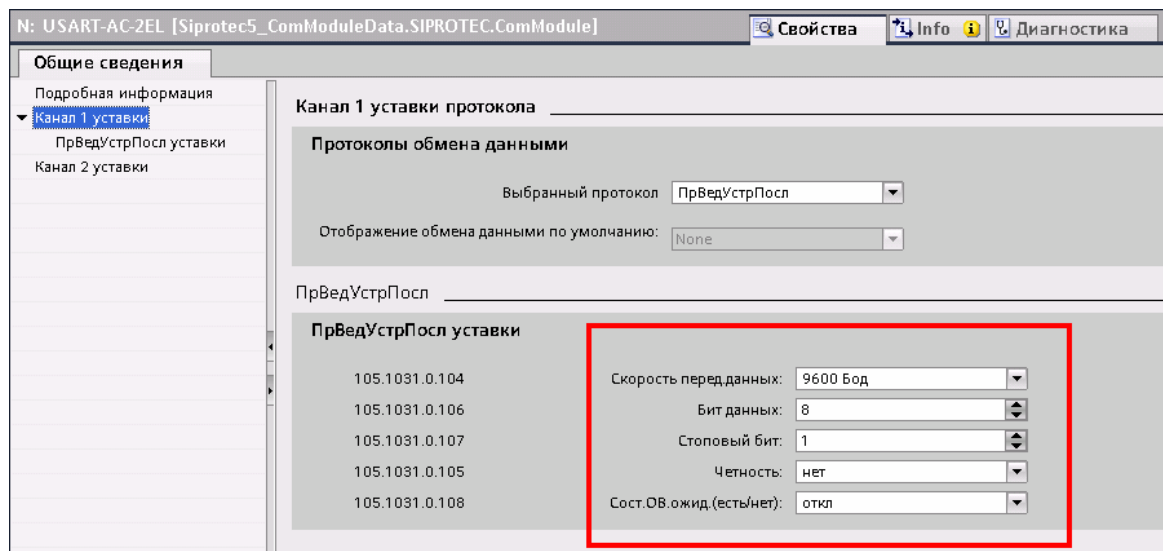 N: USART-AC-2EL [Siprotec5_ComModuleData.SIPROTEC.ComModule] Свойства Info Диагностика
Общие сведения
Подробная информация
Канал 1 уставки
ПрВедУстрПосл уставки
Канал 2 уставки
Канал 1 уставки протокола
Протоколы обмена данными
Выбранный протокол ПрВедУстрПосл
Отображение обмена данными по умолчанию: None
ПрВедУстрПосл
ПрВедУстрПосл уставки
105.1031.0.104 Скорость перед.данных: 9600 Бод
105.1031.0.106 Бит данных: 8
105.1031.0.107 Стоповый бит: 1
105.1031.0.105 Четность: нет
105.1031.0.108 Сост.ОВ.ожид.(есть/нет): откл